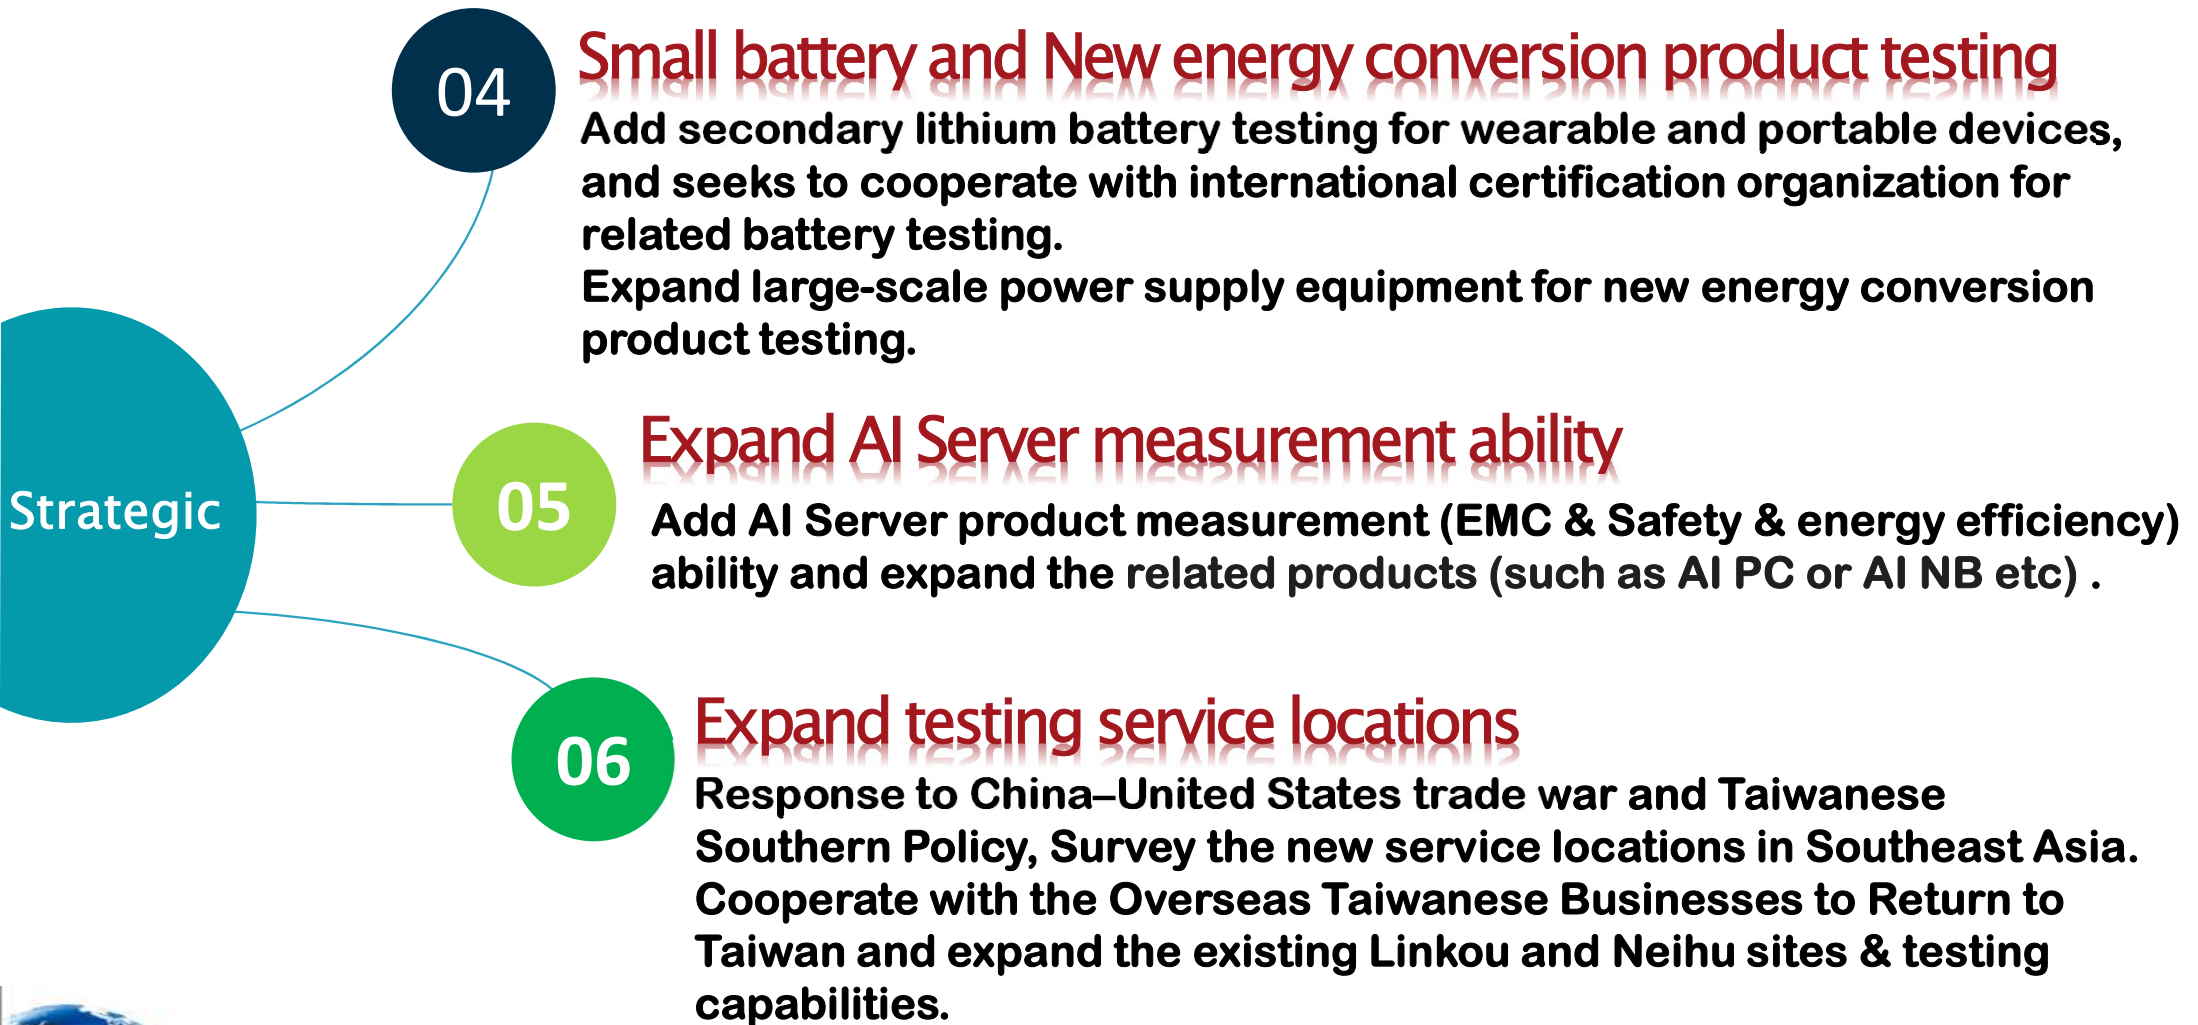 04
Small battery and New energy conversion product testing
Add secondary lithium battery testing for wearable and portable devices,
and seeks to cooperate with international certification organization for
related battery testing.
Expand large-scale power supply equipment for new energy conversion
product testing.
Strategic
05
Expand AI Server measurement ability
Add AI Server product measurement (EMC & Safety & energy efficiency)
ability and expand the related products (such as AI PC or AI NB etc) .
06
Expand testing service locations
Response to China–United States trade war and Taiwanese
Southern Policy, Survey the new service locations in Southeast Asia.
Cooperate with the Overseas Taiwanese Businesses to Return to
Taiwan and expand the existing Linkou and Neihu sites & testing
capabilities.